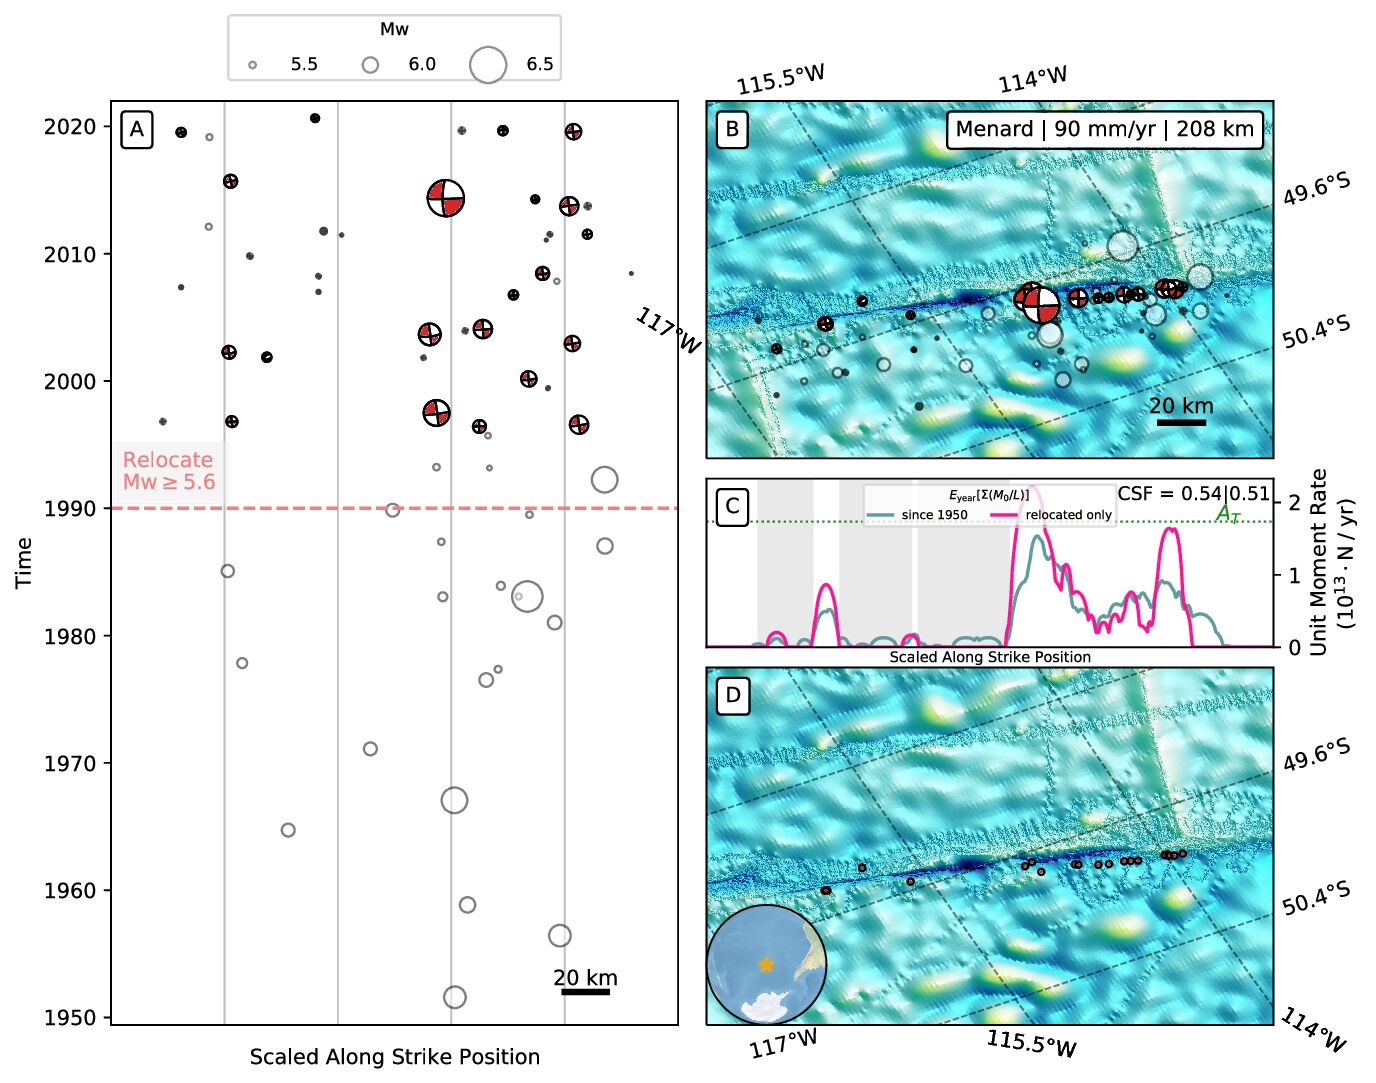 Mw
5.5 6.0 6.5
A
2020
2010
2000
1990
1980
1970
1960
1950
Time
Relocate
Mw ≥ 5.6
20 km
Scaled Along Strike Position
115.5°W 114°W
B
Menard | 90 mm/yr | 208 km
49.6°S
50.4°S
117°W
20 km
C
E_year[Σ(M_0/L)]
since 1950 relocated only
CSF = 0.54|0.51
A_T
2
1
0
Unit Moment Rate
(10^13 · N / yr)
Scaled Along Strike Position
D
49.6°S
50.4°S
117°W 115.5°W 114°W